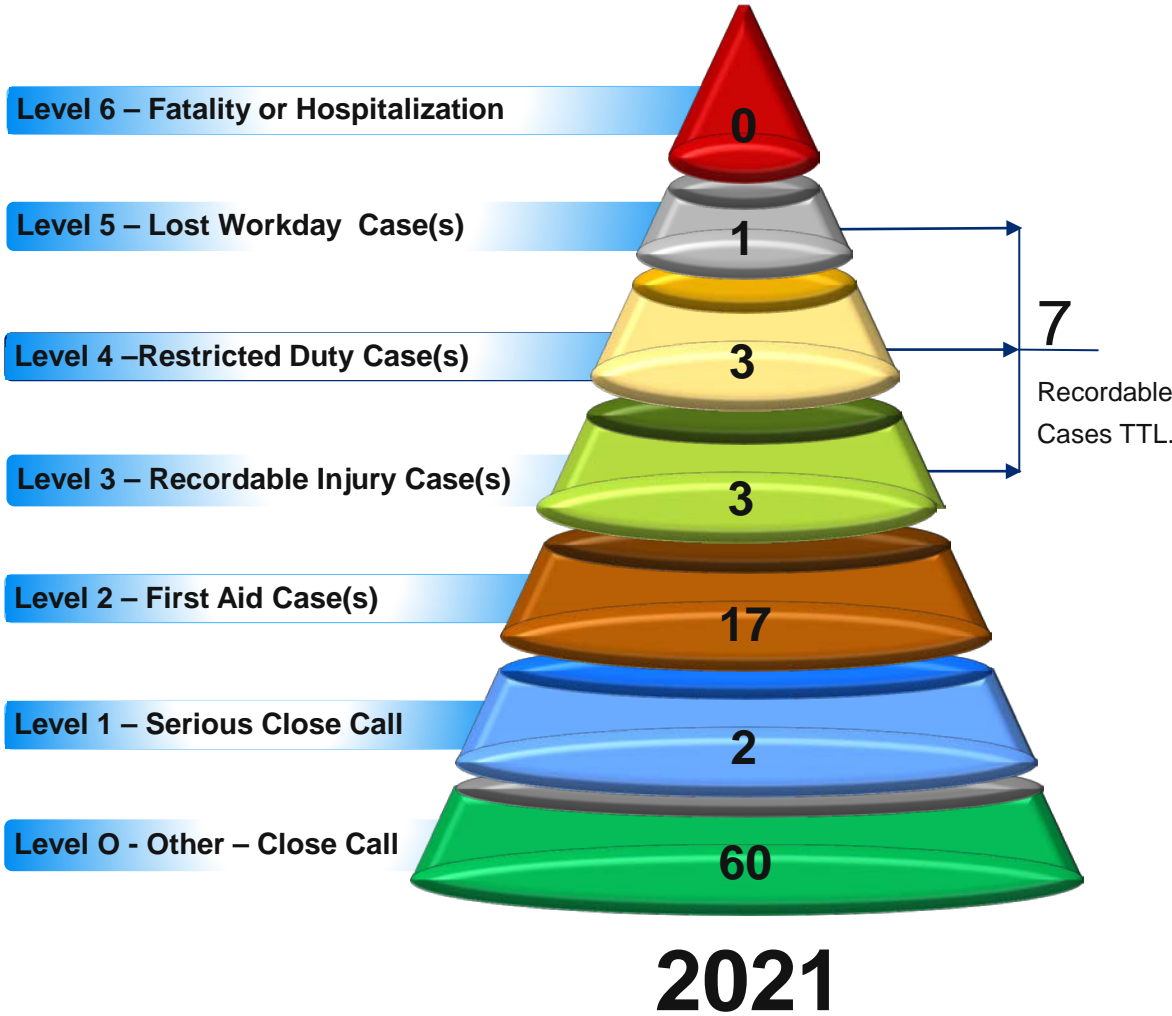 0
Level 6 – Fatality or Hospitalization
Level 5 – Lost Workday Case(s)
1
7
Level 4 –Restricted Duty Case(s)
3
Recordable
Cases TTL.
Level 3 – Recordable Injury Case(s)
3
Level 2 – First Aid Case(s)
17
Level 1 – Serious Close Call
2
Level O - Other – Close Call
60
2021